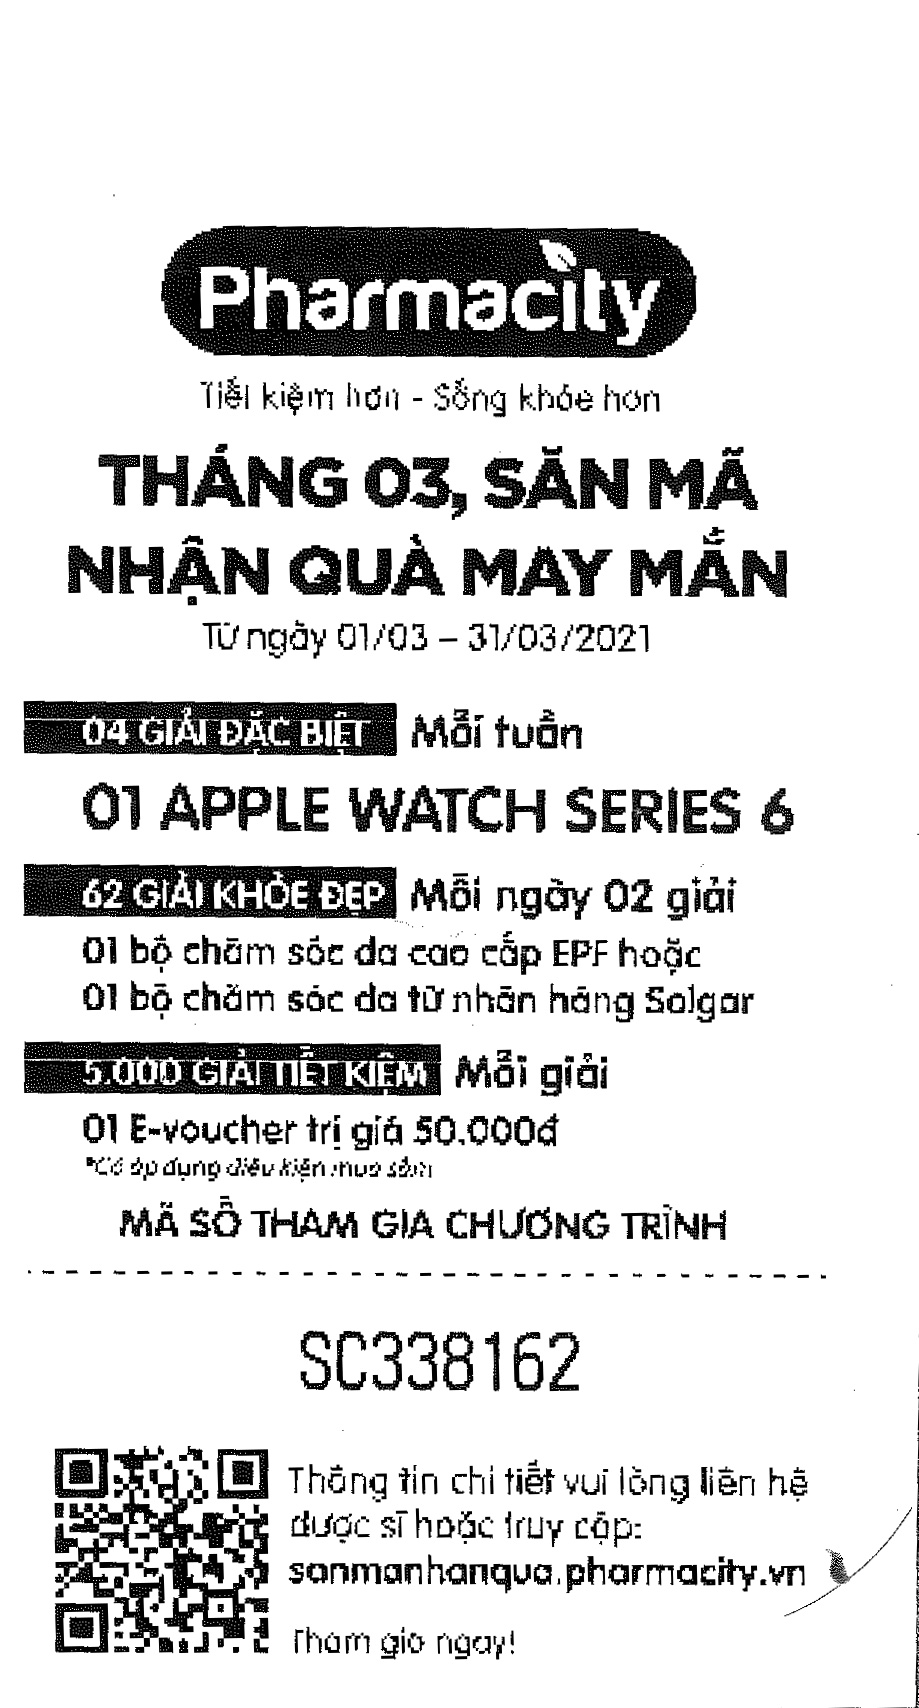 Pharmacity
Tiết kiệm hơn - Sống khỏe hơn
THÁNG 03, SĂN MÃ
NHẬN QUÀ MAY MẮN
Từ ngày 01/03 – 31/03/2021
04 GIẢI ĐẶC BIỆT Mỗi tuần
01 APPLE WATCH SERIES 6
62 GIẢI KHỎE ĐẸP Mỗi ngày 02 giải
01 bộ chăm sóc da cao cấp EPF hoặc
01 bộ chăm sóc da từ nhãn hàng Solgar
5.000 GIẢI TIẾT KIỆM Mỗi giải
01 E-voucher trị giá 50.000đ
*Có áp dụng điều kiện mua sắm
MÃ SỐ THAM GIA CHƯƠNG TRÌNH
SC338162
Thông tin chi tiết vui lòng liên hệ
dược sĩ hoặc truy cập:
sanmanhanqua.pharmacity.vn
Tham gia ngay!